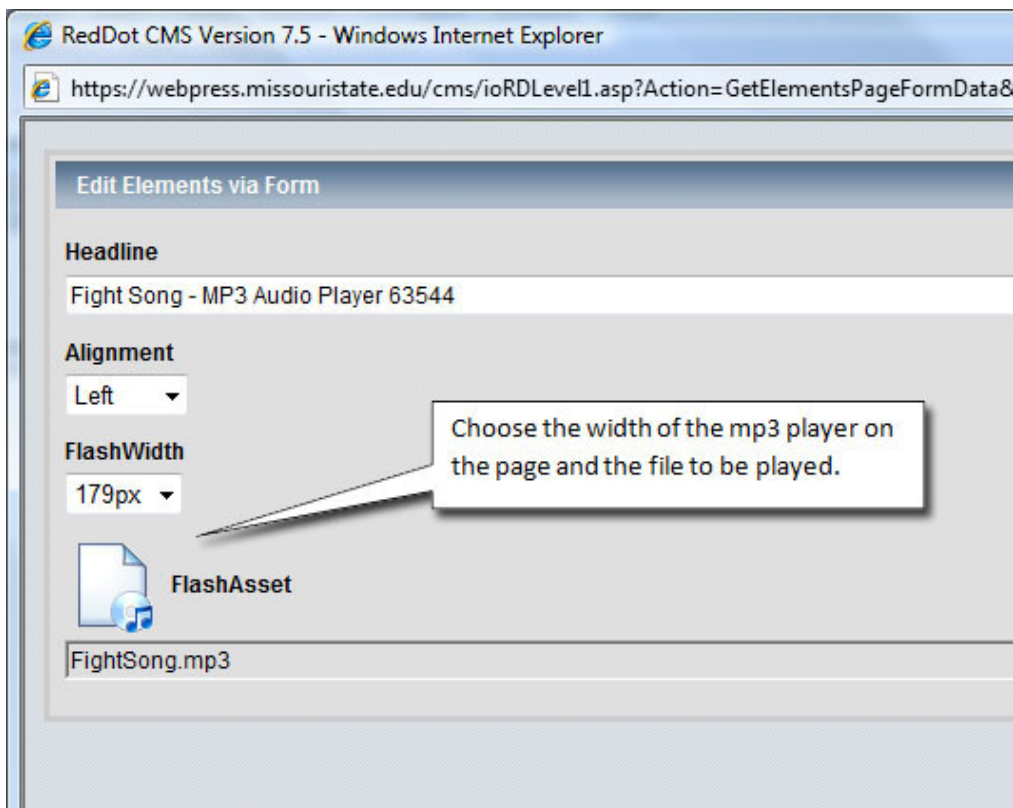 RedDot CMS Version 7.5 - Windows Internet Explorer
https://webpress.missouristate.edu/cms/ioRDLevel1.asp?Action=GetElementsPageFormData&
Edit Elements via Form
Headline
Fight Song - MP3 Audio Player 63544
Alignment
Left
FlashWidth
179px
Choose the width of the mp3 player on
the page and the file to be played.
FlashAsset
FightSong.mp3